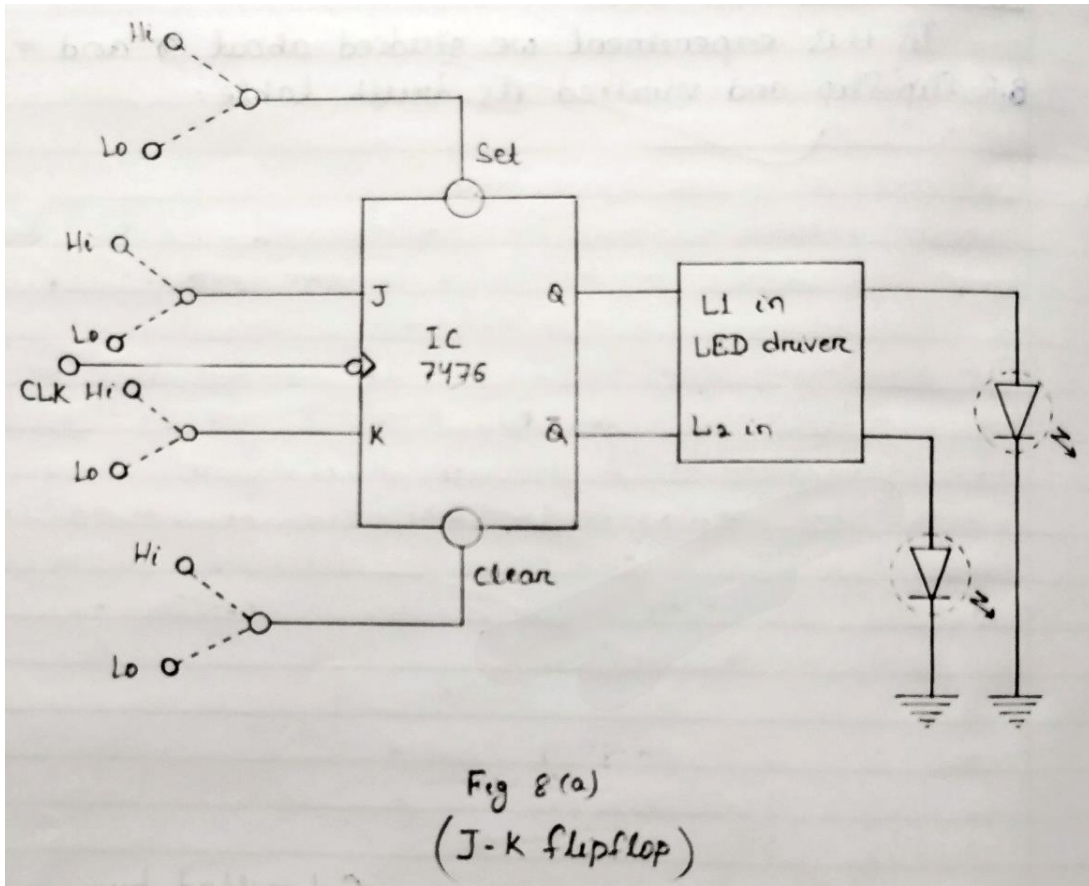 Hi
Lo
Set
Hi
Lo
J
Q
L1 in
IC
7476
LED driver
CLK Hi
K
Q̄
L2 in
Lo
Hi
Clear
Lo
Fig 8(a)
(J-K flipflop)